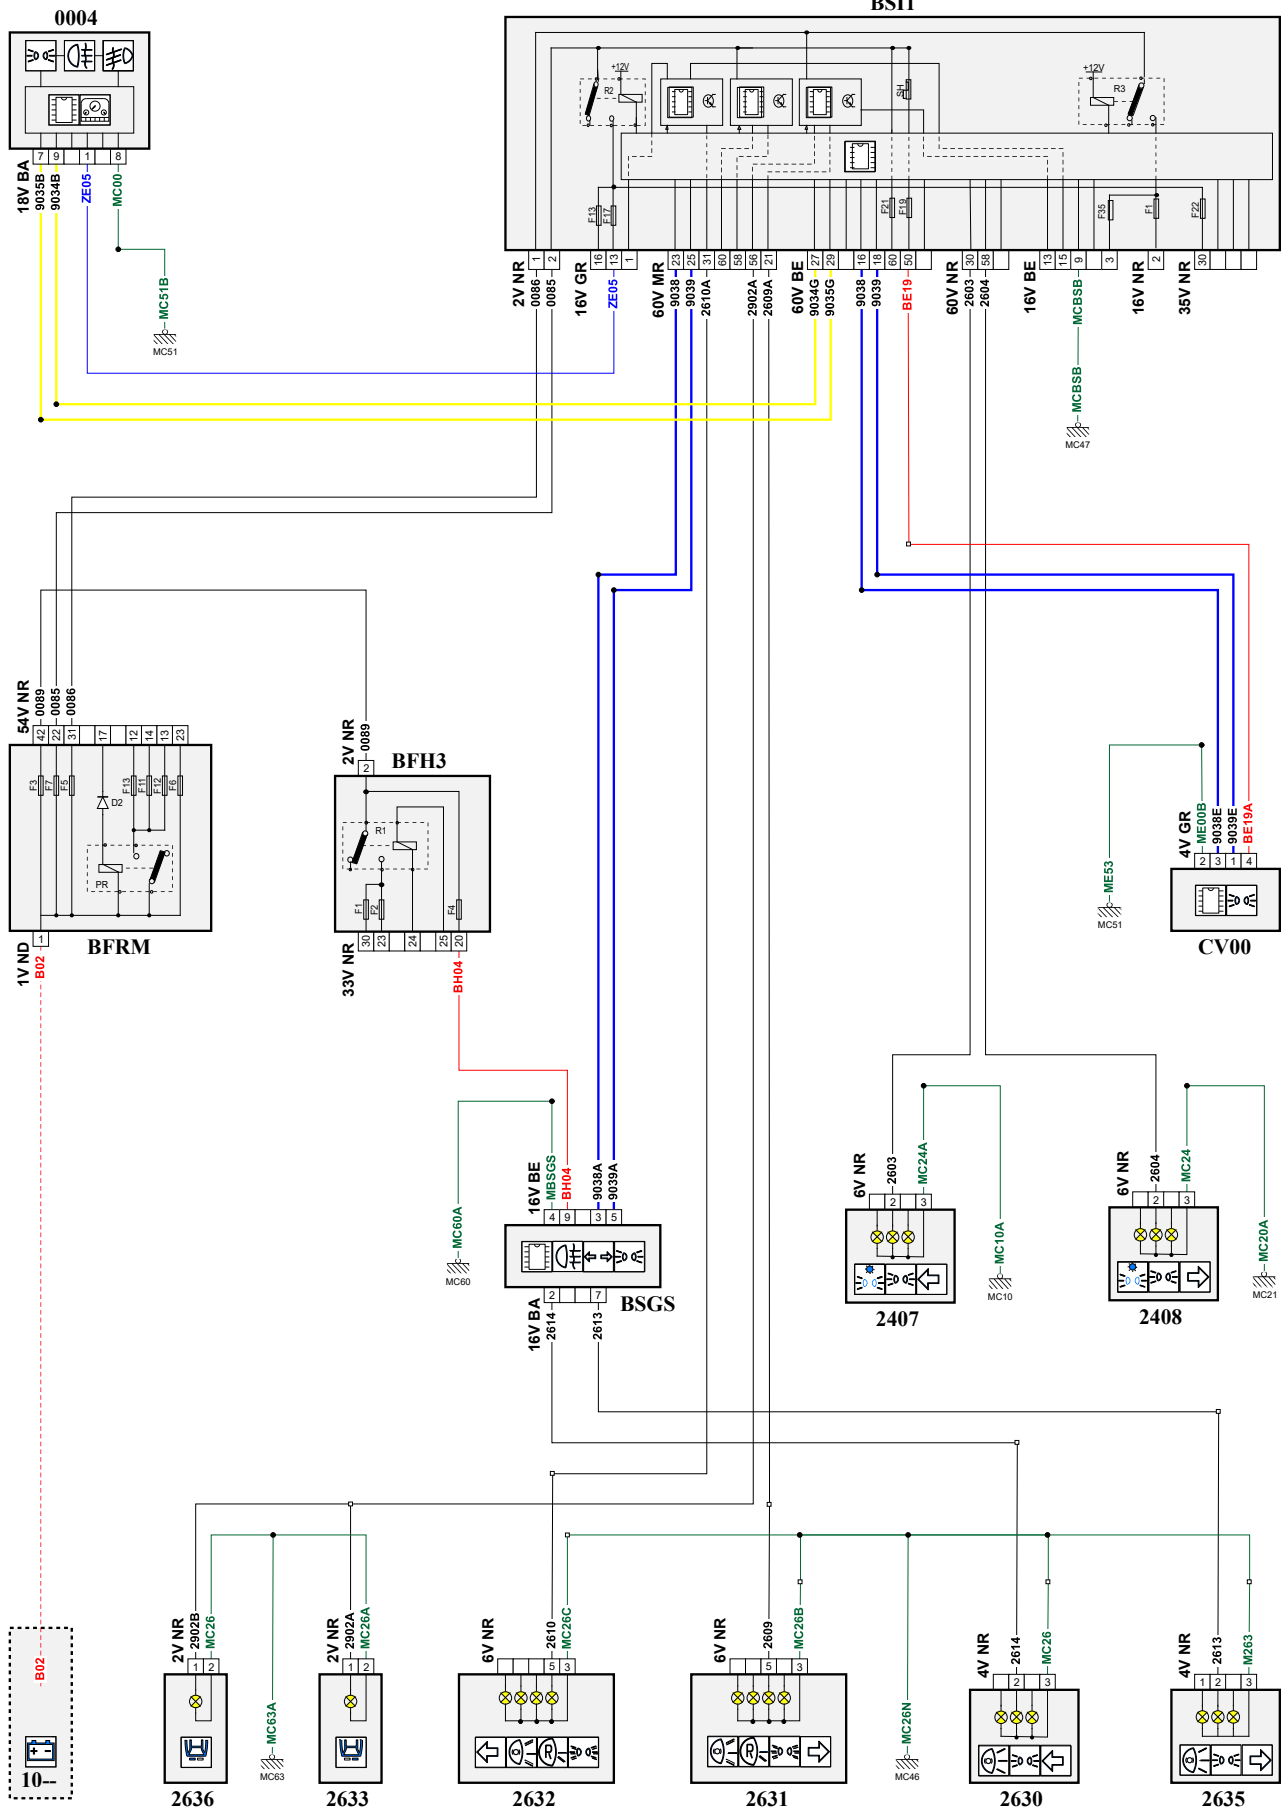 0004
BSI1
+12V
R2
SH
+12V
R3
F13
F17
F21
F19
F35
F1
F22
7 9 1 8
18V BA
9035B
9034B
ZE05
MC00
MC51B
MC51
1 2
16 13 1
23 25 31 60 58 56 21
27 29 16 18 60 50
30 58
13 15 9 3
2
30
2V NR
0086
0085
16V GR
ZE05
60V MR
9038
9039
2610A
2902A
2609A
60V BE
9034G
9035G
9038
9039
BE19
60V NR
2603
2604
16V BE
MCBSB
MCBSB
MC47
16V NR
35V NR
54V NR
0089
0085
0086
42 22 31 17 12 14 13 23
F3
F7
F5
D2
F13
F11
F12
F6
PR
1
BFRM
1V ND
B02
2V NR
0089
2
BFH3
R1
F1
F2
F4
30 23 24 25 20
33V NR
BH04
ME53
MC51
4V GR
ME00B
9038E
9039E
BE19A
2 3 1 4
CV00
MC60A
MC60
16V BE
MBSGS
BH04
9038A
9039A
4 9 3 5
BSGS
2 7
16V BA
2614
2613
6V NR
2603
MC24A
2 3
MC10A
MC10
2407
6V NR
2604
MC24
2 3
MC20A
MC21
2408
B02
10--
2V NR
2902B
MC26
1 2
2636
MC63A
MC63
2V NR
2902A
MC26A
1 2
2633
6V NR
2610
MC26C
5 3
R
2632
6V NR
2609
MC26B
5 3
R
2631
MC26N
MC46
4V NR
2614
MC26
2 3
2630
4V NR
2613
M263
1 2 3
2635